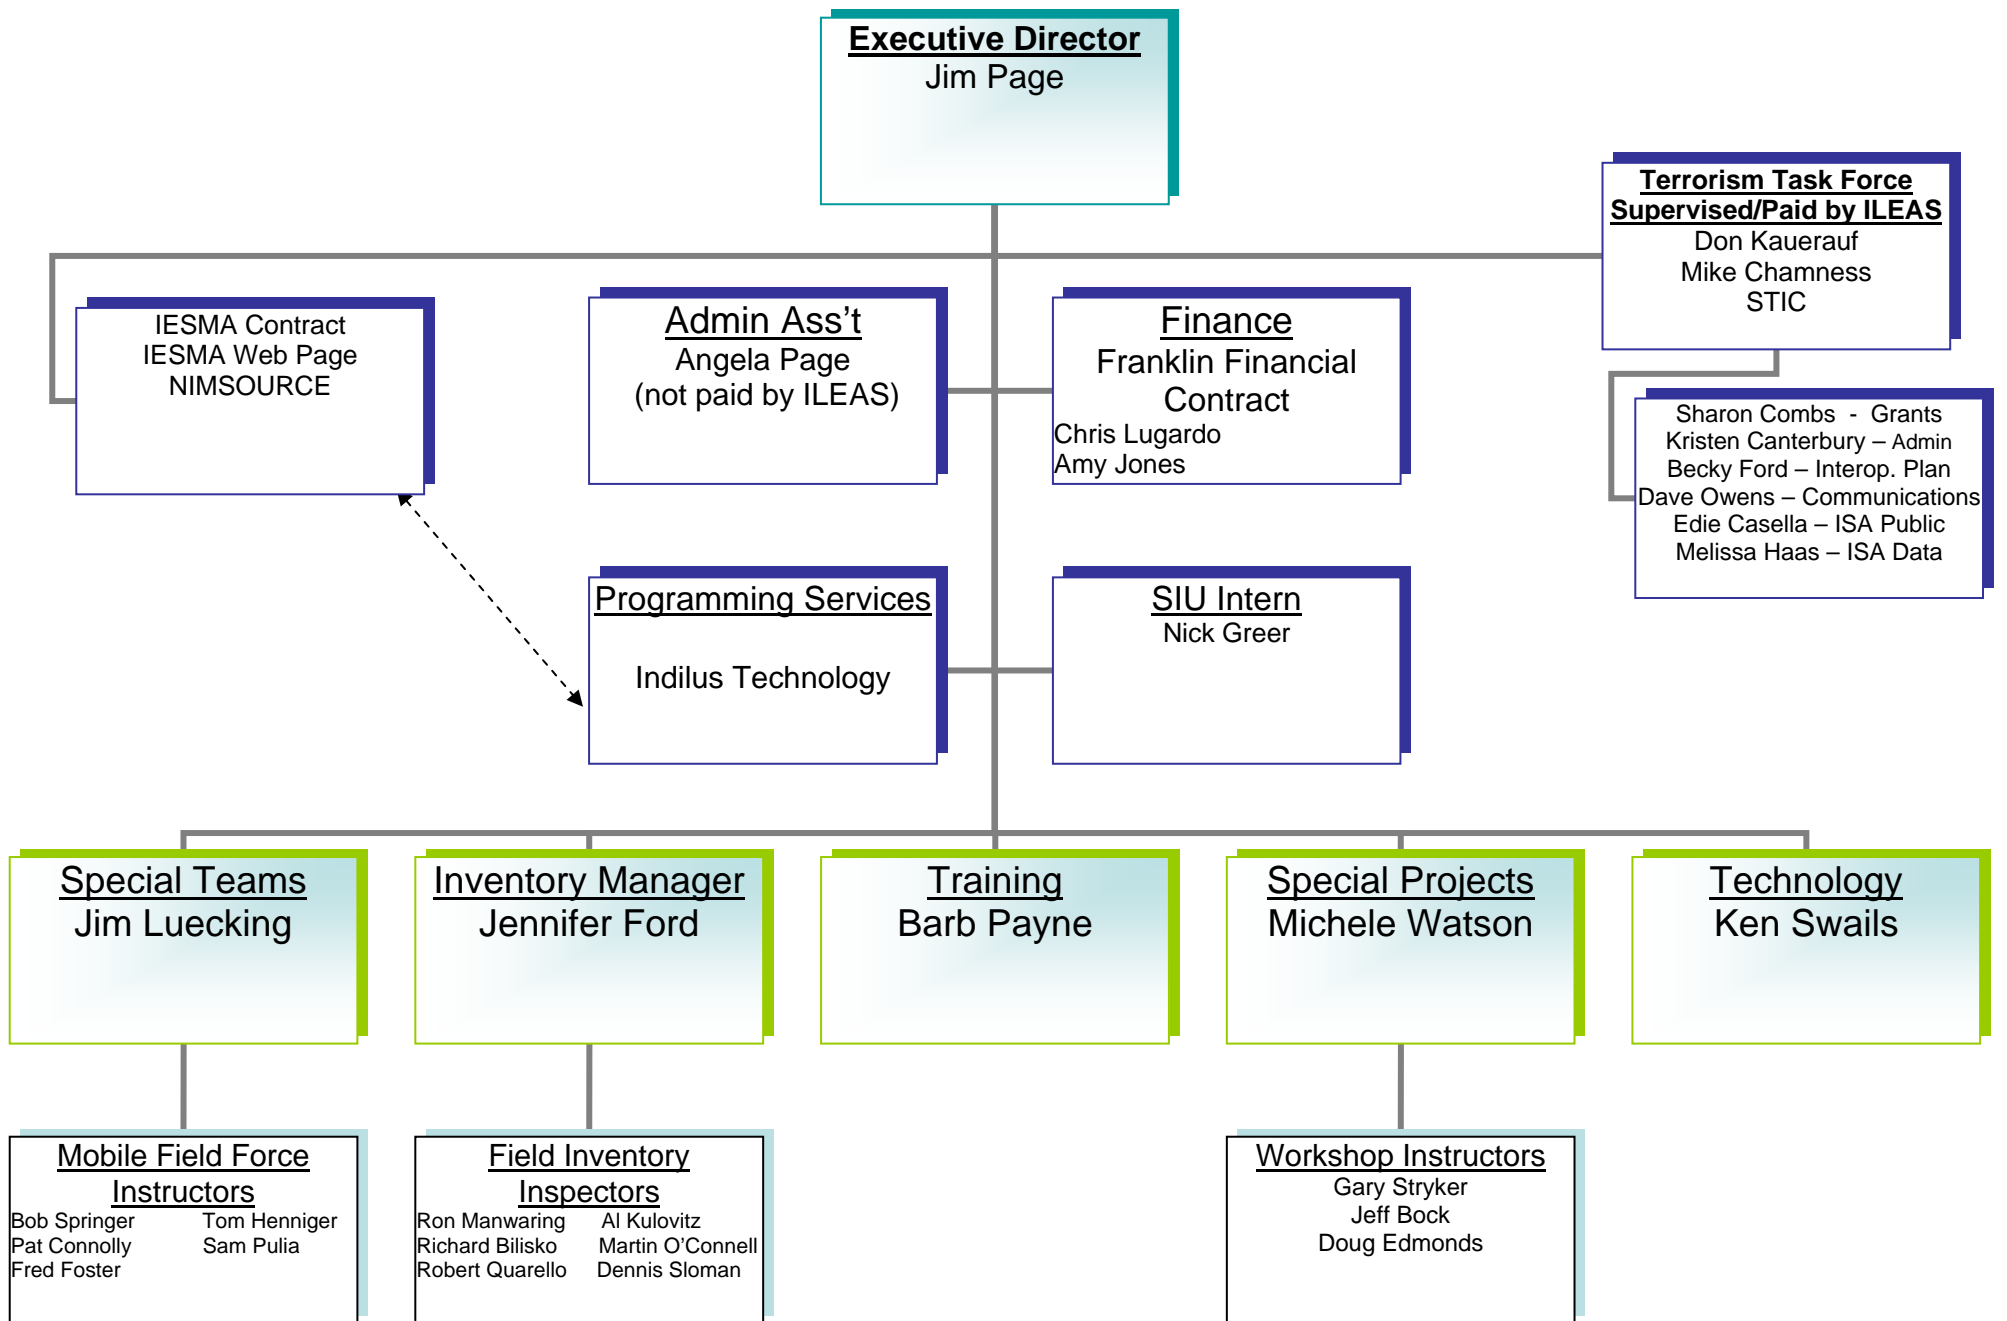 Executive Director
Jim Page
Terrorism Task Force
Supervised/Paid by ILEAS
Don Kauerauf
Mike Chamness
STIC
IESMA Contract
IESMA Web Page
NIMSOURCE
Admin Ass't
Angela Page
(not paid by ILEAS)
Finance
Franklin Financial
Contract
Chris Lugardo
Amy Jones
Sharon Combs - Grants
Kristen Canterbury – Admin
Becky Ford – Interop. Plan
Dave Owens – Communications
Edie Casella – ISA Public
Melissa Haas – ISA Data
Programming Services
Indilus Technology
SIU Intern
Nick Greer
Special Teams
Jim Luecking
Inventory Manager
Jennifer Ford
Training
Barb Payne
Special Projects
Michele Watson
Technology
Ken Swails
Mobile Field Force
Instructors
Bob Springer Tom Henniger
Pat Connolly Sam Pulia
Fred Foster
Field Inventory
Inspectors
Ron Manwaring Al Kulovitz
Richard Bilisko Martin O'Connell
Robert Quarello Dennis Sloman
Workshop Instructors
Gary Stryker
Jeff Bock
Doug Edmonds